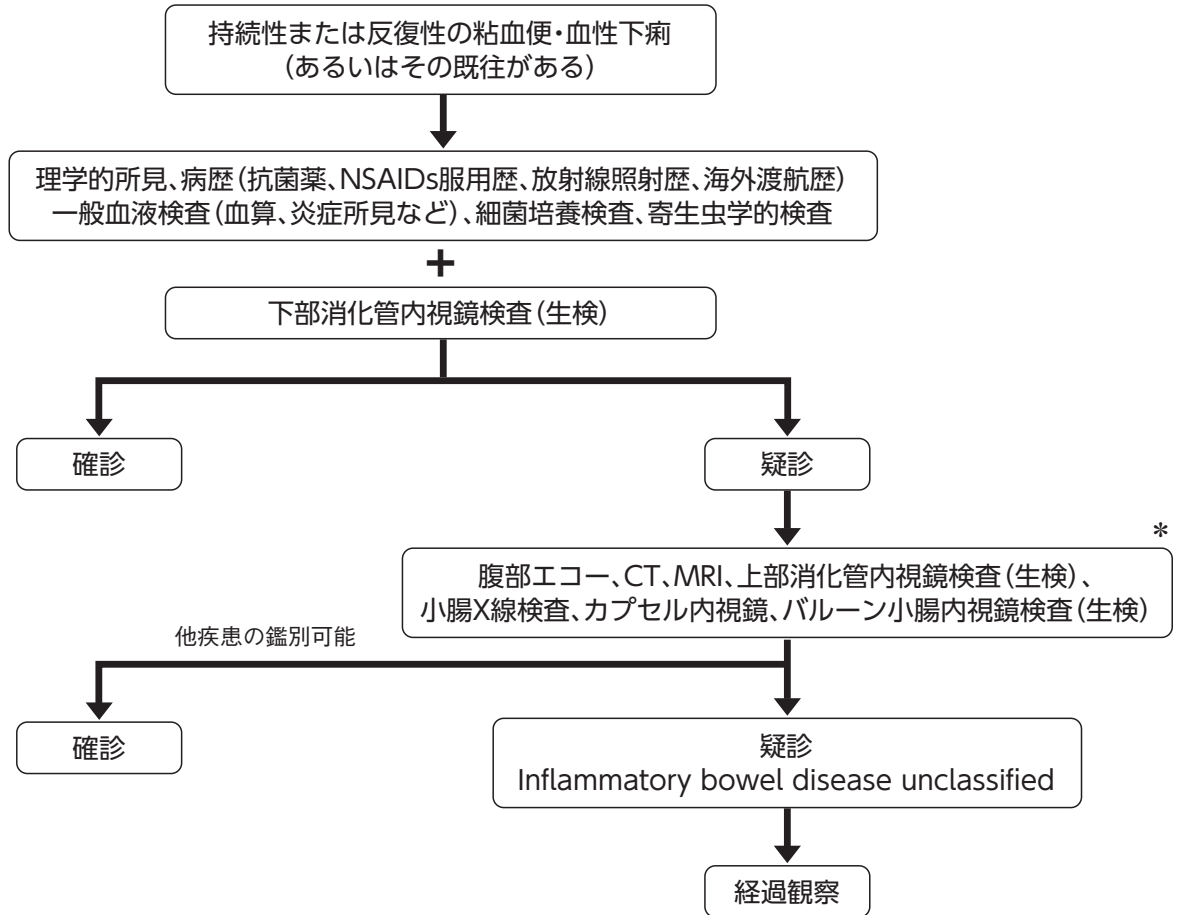 持続性または反復性の粘血便・血性下痢
（あるいはその既往がある）
理学的所見、病歴（抗菌薬、NSAIDs服用歴、放射線照射歴、海外渡航歴）
一般血液検査（血算、炎症所見など）、細菌培養検査、寄生虫学的検査
+
下部消化管内視鏡検査（生検）
確診
疑診
*
腹部エコー、CT、MRI、上部消化管内視鏡検査（生検）、
小腸X線検査、カプセル内視鏡、バルーン小腸内視鏡検査（生検）
他疾患の鑑別可能
確診
疑診
Inflammatory bowel disease unclassified
経過観察